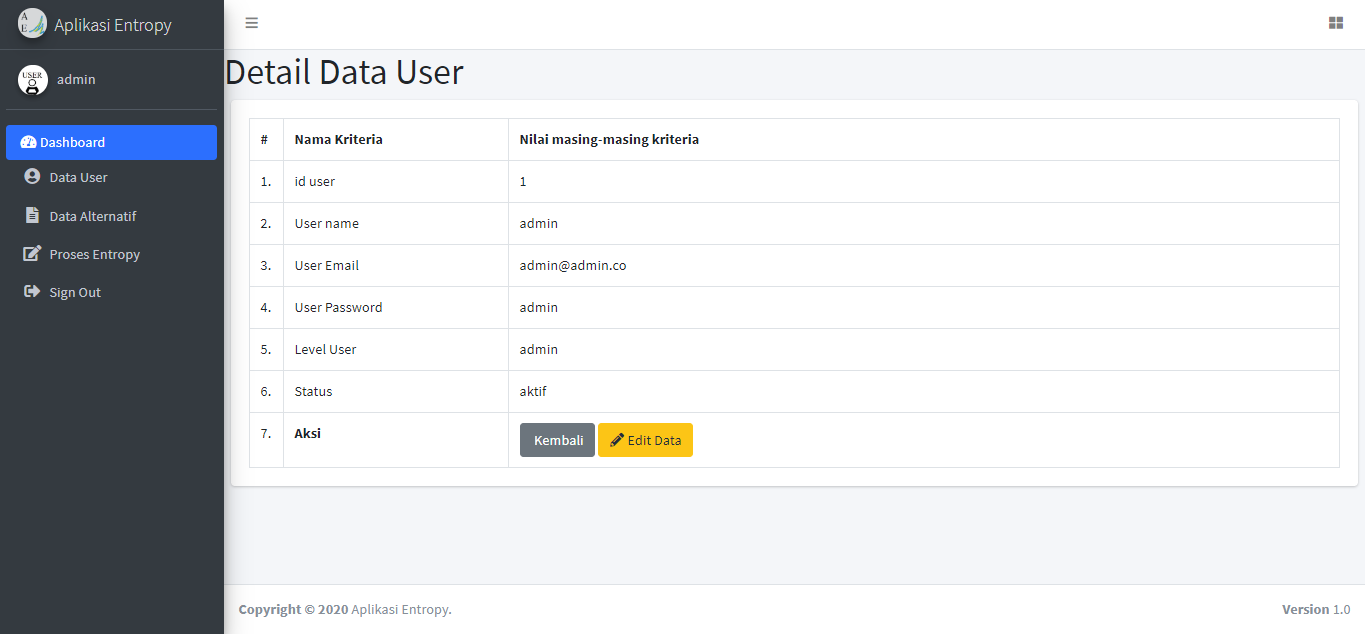 Aplikasi Entropy
USER
admin
Dashboard
Data User
Data Alternatif
Proses Entropy
Sign Out
Detail Data User
# Nama Kriteria Nilai masing-masing kriteria
1. id user 1
2. User name admin
3. User Email admin@admin.co
4. User Password admin
5. Level User admin
6. Status aktif
7. Aksi Kembali Edit Data
Copyright © 2020 Aplikasi Entropy. Version 1.0